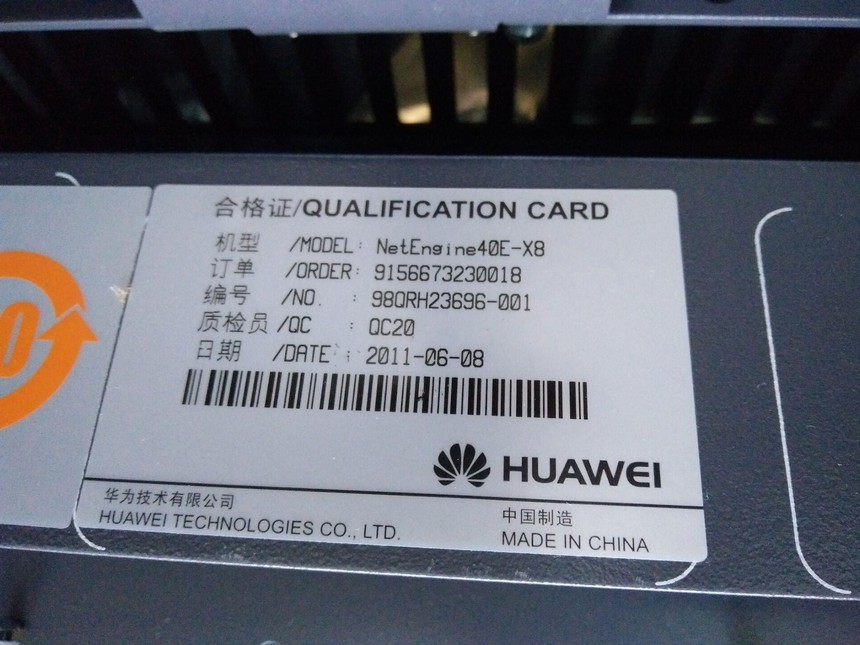 合格证/QUALIFICATION CARD
机型 /MODEL: NetEngine40E-X8
订单 /ORDER: 9156673230018
编号 /NO. : 98QRH23696-001
质检员 /QC : QC20
日期 /DATE : 2011-06-08
HUAWEI
华为技术有限公司
HUAWEI TECHNOLOGIES CO., LTD.
中国制造
MADE IN CHINA